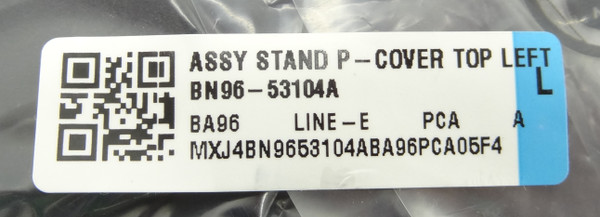 ASSY STAND P-COVER TOP LEFT
BN96-53104A L
BA96 LINE-E PCA A
MXJ4BN9653104ABA96PCA05F4